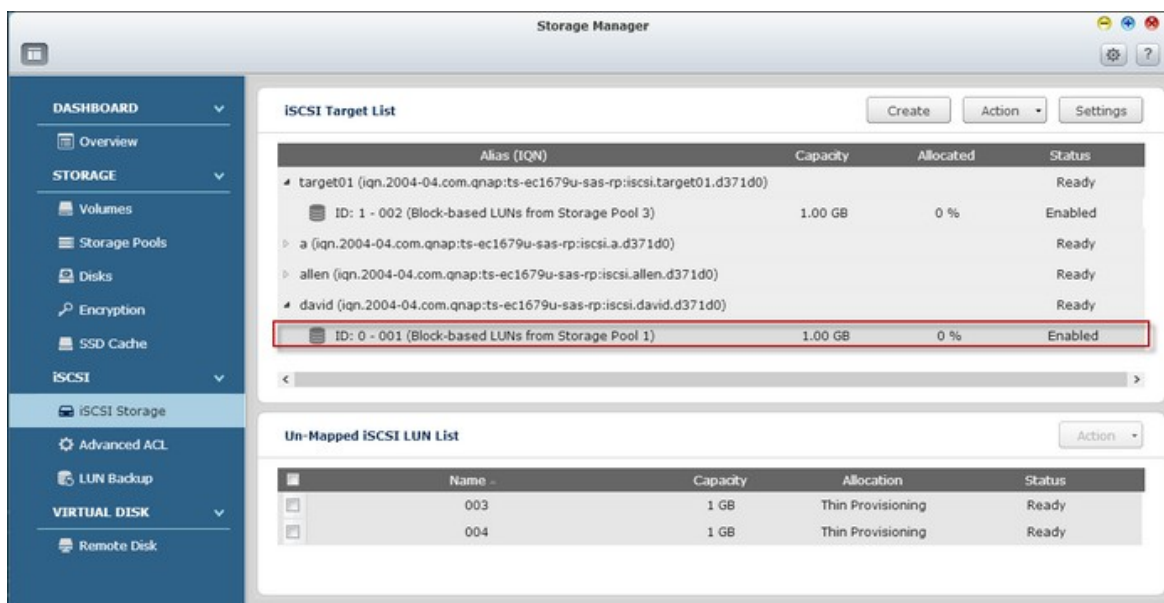 Storage Manager
?
DASHBOARD
Overview
STORAGE
Volumes
Storage Pools
Disks
Encryption
SSD Cache
iSCSI
iSCSI Storage
Advanced ACL
LUN Backup
VIRTUAL DISK
Remote Disk
iSCSI Target List
Create Action Settings
Alias (IQN) Capacity Allocated Status
target01 (iqn.2004-04.com.qnap:ts-ec1679u-sas-rp:iscsi.target01.d371d0) Ready
ID: 1 - 002 (Block-based LUNs from Storage Pool 3) 1.00 GB 0 % Enabled
a (iqn.2004-04.com.qnap:ts-ec1679u-sas-rp:iscsi.a.d371d0) Ready
allen (iqn.2004-04.com.qnap:ts-ec1679u-sas-rp:iscsi.allen.d371d0) Ready
david (iqn.2004-04.com.qnap:ts-ec1679u-sas-rp:iscsi.david.d371d0) Ready
ID: 0 - 001 (Block-based LUNs from Storage Pool 1) 1.00 GB 0 % Enabled
Un-Mapped iSCSI LUN List
Action
Name Capacity Allocation Status
003 1 GB Thin Provisioning Ready
004 1 GB Thin Provisioning Ready